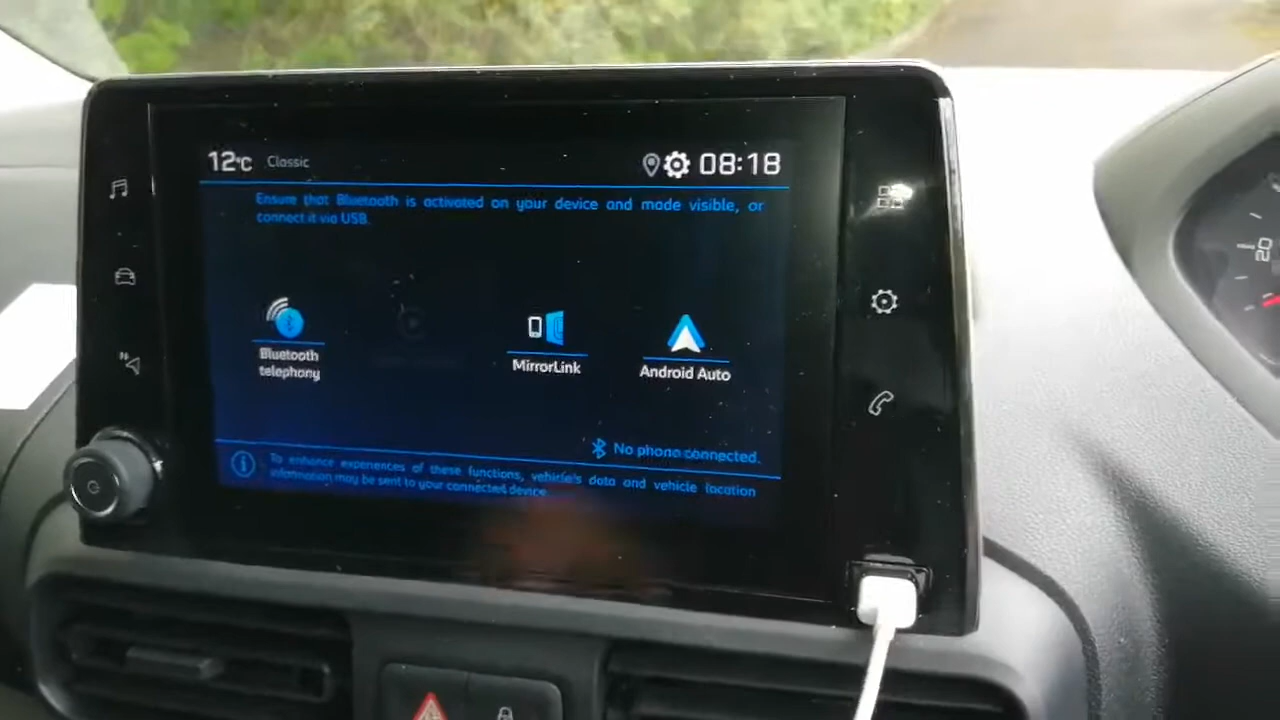 12°C Classic 08:18
Ensure that Bluetooth is activated on your device and made visible, or
connect it via USB.
Bluetooth
telephony
MirrorLink
Android Auto
No phone connected.
To enhance experiences of these functions, vehicle's data and vehicle location
information may be sent to your connected device.
N
20